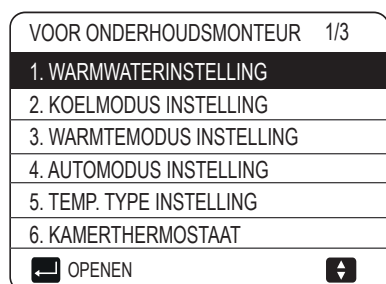 VOOR ONDERHOUDSMONTEUR 1/3
1. WARMWATERINSTELLING
2. KOELMODUS INSTELLING
3. WARMTEMODUS INSTELLING
4. AUTOMODUS INSTELLING
5. TEMP. TYPE INSTELLING
6. KAMERTHERMOSTAAT
OPENEN